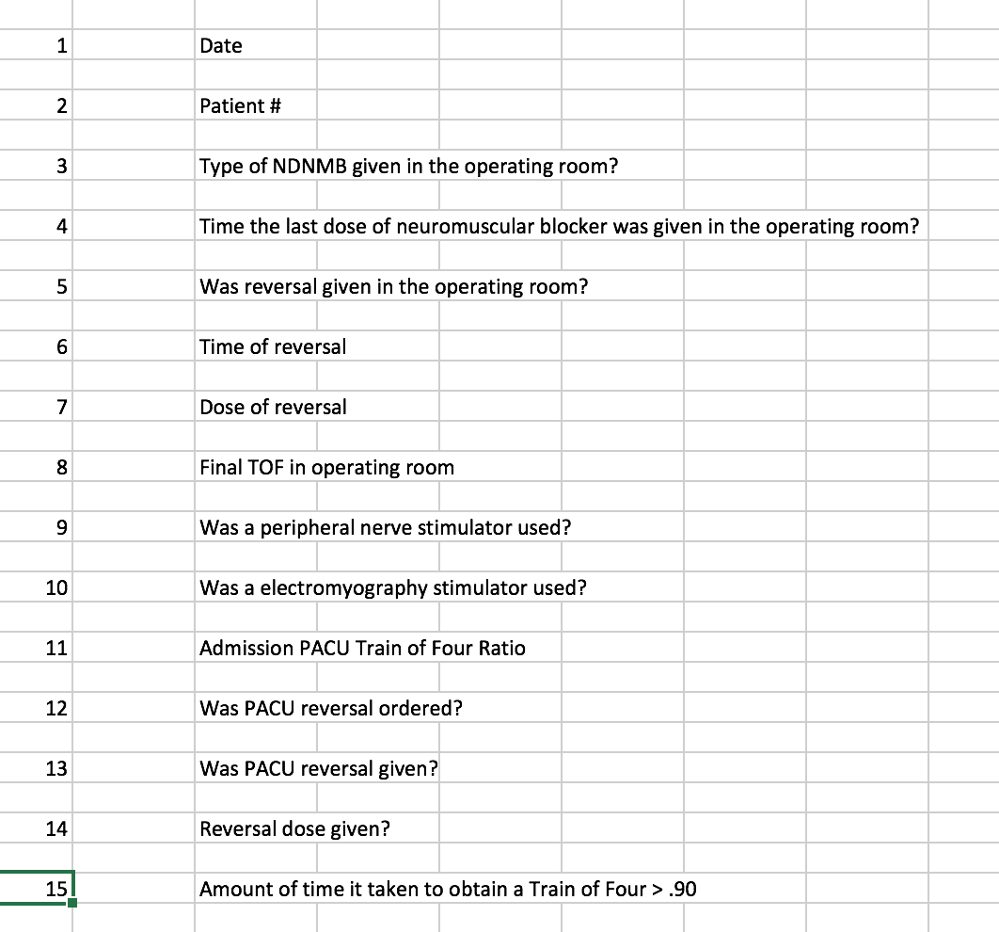 1 Date
2 Patient #
3 Type of NDNMB given in the operating room?
4 Time the last dose of neuromuscular blocker was given in the operating room?
5 Was reversal given in the operating room?
6 Time of reversal
7 Dose of reversal
8 Final TOF in operating room
9 Was a peripheral nerve stimulator used?
10 Was a electromyography stimulator used?
11 Admission PACU Train of Four Ratio
12 Was PACU reversal ordered?
13 Was PACU reversal given?
14 Reversal dose given?
15 Amount of time it taken to obtain a Train of Four > .90